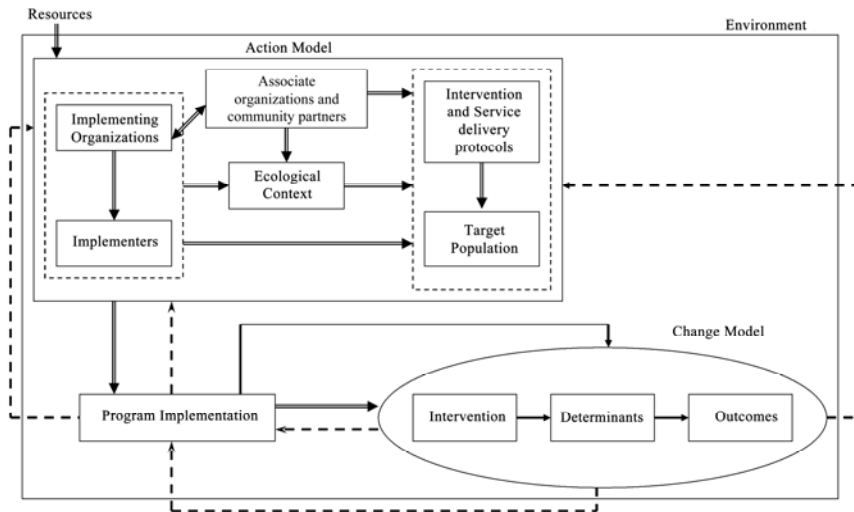 Resources
Environment
Action Model
Associate
organizations and
community partners
Implementing
Organizations
Intervention
and Service
delivery
protocols
Ecological
Context
Implementers
Target
Population
Change Model
Program Implementation
Intervention
Determinants
Outcomes